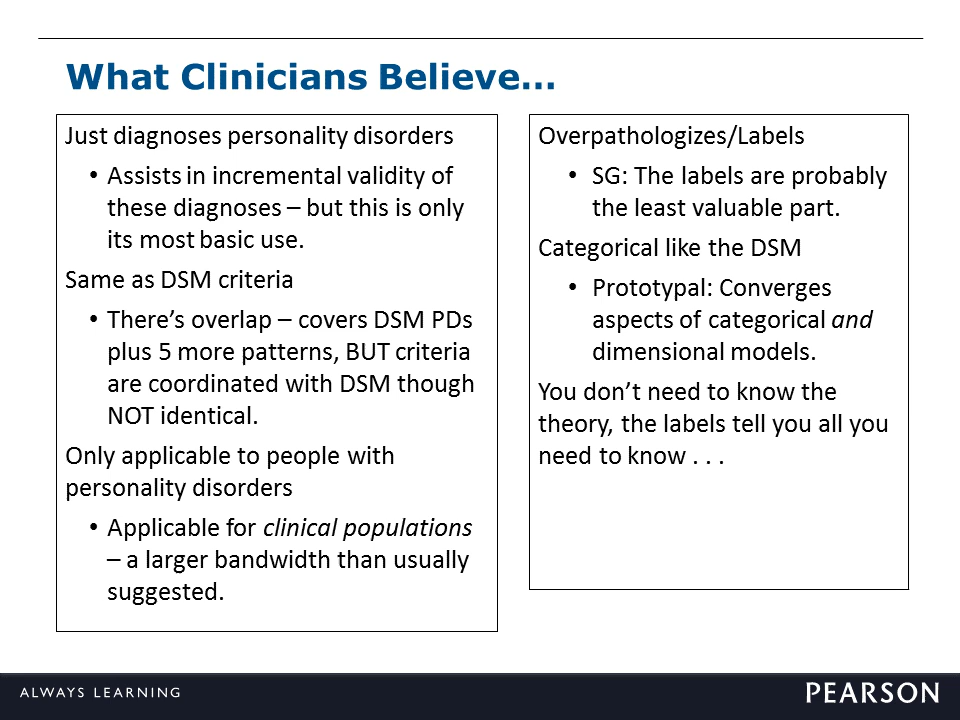 What Clinicians Believe…
Just diagnoses personality disorders
• Assists in incremental validity of
these diagnoses – but this is only
its most basic use.
Same as DSM criteria
• There’s overlap – covers DSM PDs
plus 5 more patterns, BUT criteria
are coordinated with DSM though
NOT identical.
Only applicable to people with
personality disorders
• Applicable for clinical populations
– a larger bandwidth than usually
suggested.
Overpathologizes/Labels
• SG: The labels are probably
the least valuable part.
Categorical like the DSM
• Prototypal: Converges
aspects of categorical and
dimensional models.
You don’t need to know the
theory, the labels tell you all you
need to know . . .
ALWAYS LEARNING
PEARSON